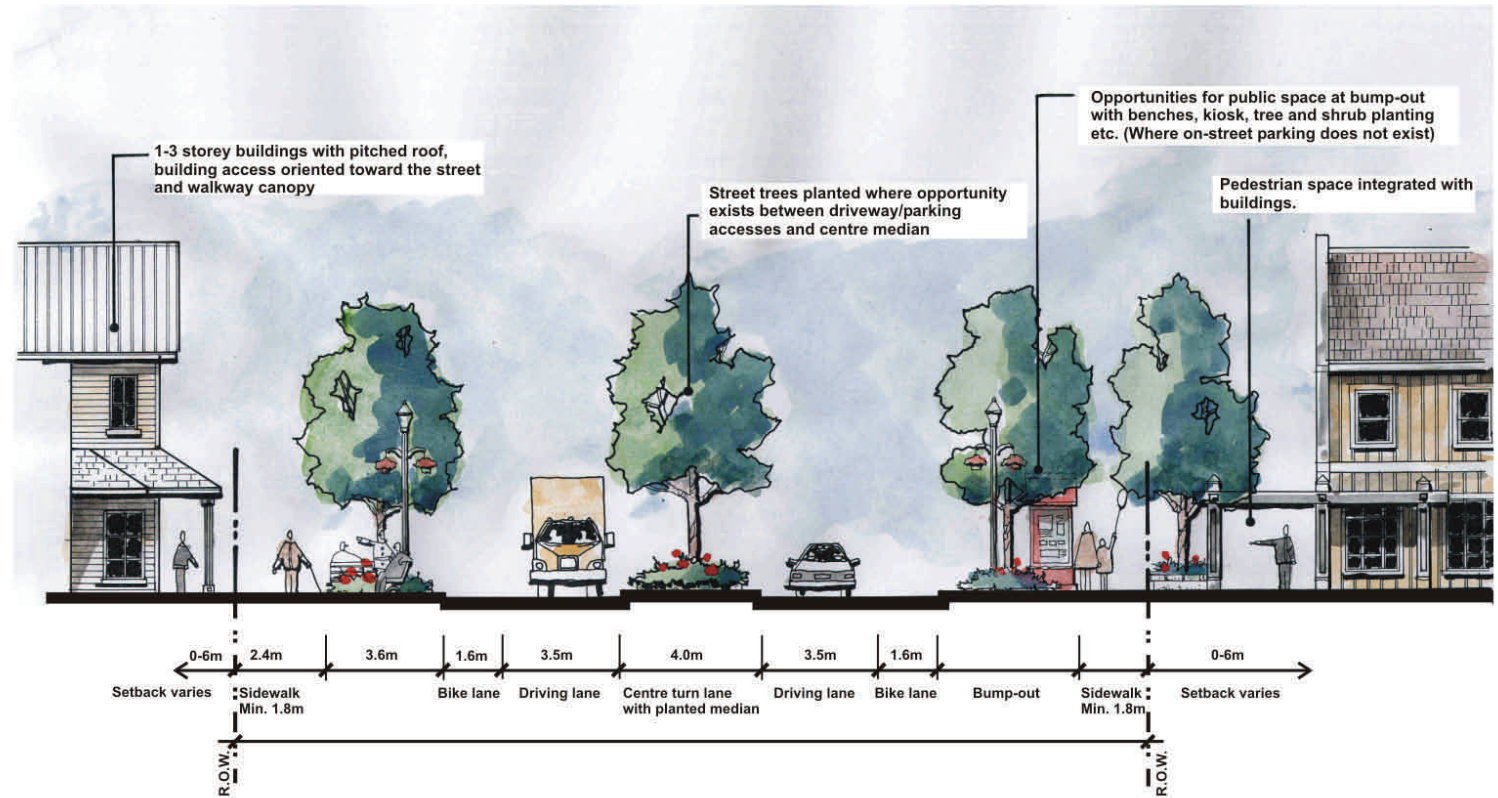 Opportunities for public space at bump-out
with benches, kiosk, tree and shrub planting
etc. (Where on-street parking does not exist)
1-3 storey buildings with pitched roof,
building access oriented toward the street
and walkway canopy
Street trees planted where opportunity
exists between driveway/parking
accesses and centre median
Pedestrian space integrated with
buildings.
0-6m
2.4m
3.6m
1.6m
3.5m
4.0m
3.5m
1.6m
0-6m
Setback varies
Sidewalk
Min. 1.8m
Bike lane
Driving lane
Centre turn lane
with planted median
Driving lane
Bike lane
Bump-out
Sidewalk
Min. 1.8m
Setback varies
R.O.W.
R.O.W.